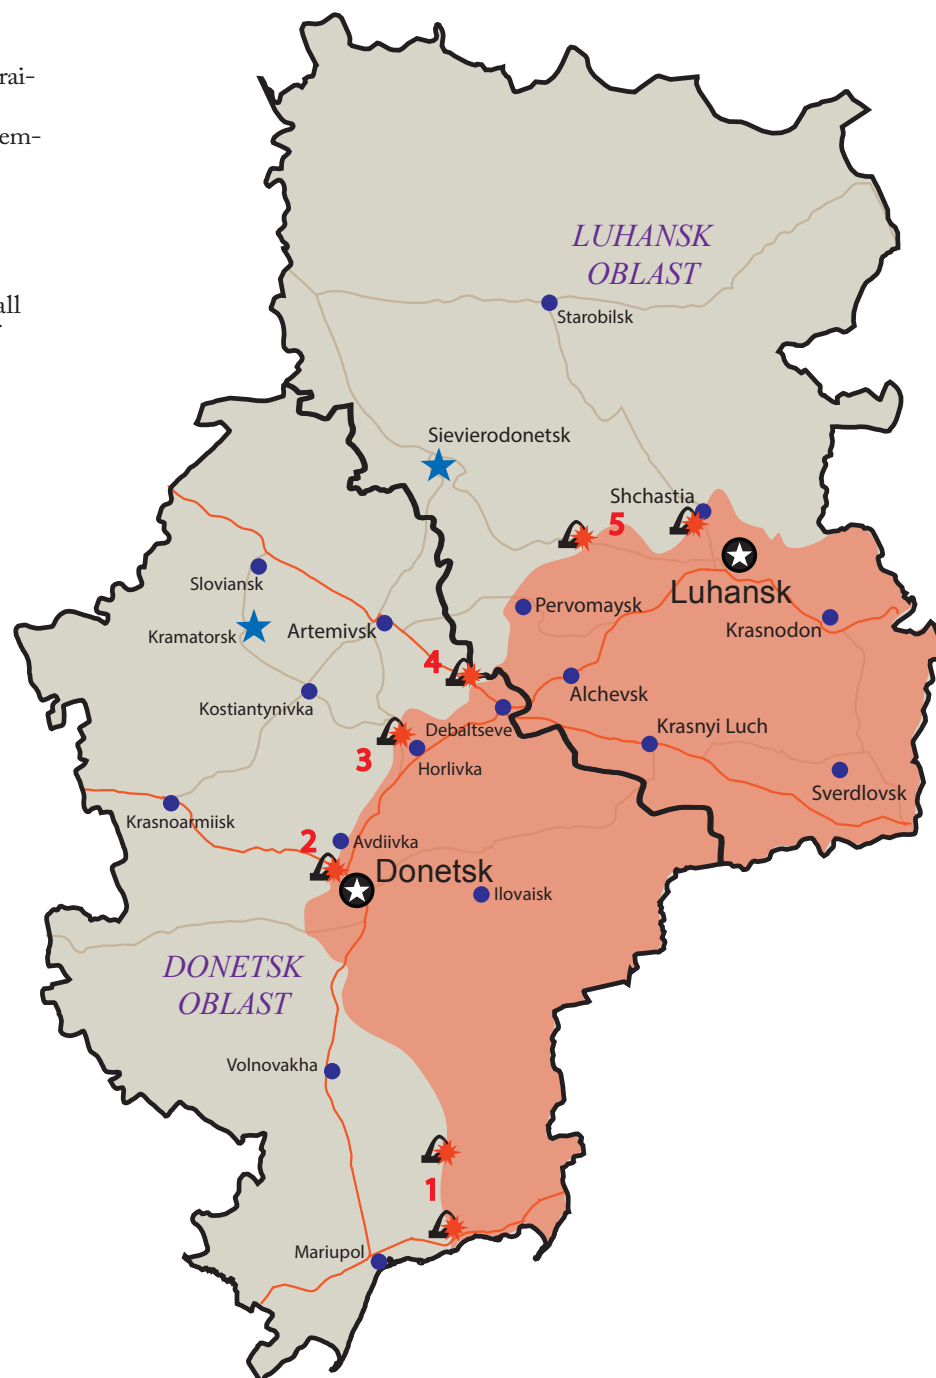 rai-
em-
all
LUHANSK
OBLAST
Starobilsk
Sievierodonetsk
Shchastia
5
Sloviansk
Luhansk
Pervomaysk
Kramatorsk
Artemivsk
Krasnodon
4
Alchevsk
Kostiantynivka
Debaltseve
Krasnyi Luch
3
Horlivka
Sverdlovsk
Krasnoarmiisk
2
Avdiivka
Donetsk
Ilovaisk
DONETSK
OBLAST
Volnovakha
1
Mariupol